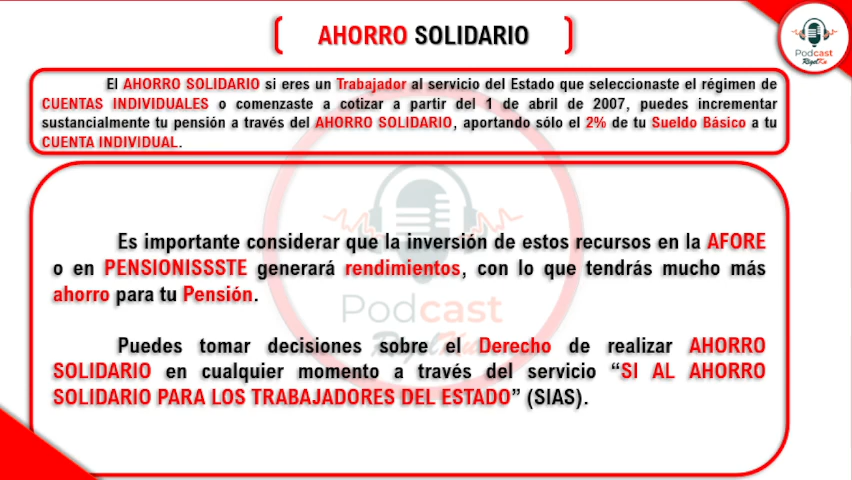 AHORRO SOLIDARIO
Podcast
RigelRu
El AHORRO SOLIDARIO si eres un Trabajador al servicio del Estado que seleccionaste el régimen de
CUENTAS INDIVIDUALES o comenzaste a cotizar a partir del 1 de abril de 2007, puedes incrementar
sustancialmente tu pensión a través del AHORRO SOLIDARIO, aportando sólo el 2% de tu Sueldo Básico a tu
CUENTA INDIVIDUAL.
Es importante considerar que la inversión de estos recursos en la AFORE
o en PENSIONISSSTE generará rendimientos, con lo que tendrás mucho más
ahorro para tu Pensión.
Podcast
Puedes tomar decisiones sobre el Derecho de realizar AHORRO
SOLIDARIO en cualquier momento a través del servicio “SI AL AHORRO
SOLIDARIO PARA LOS TRABAJADORES DEL ESTADO” (SIAS).